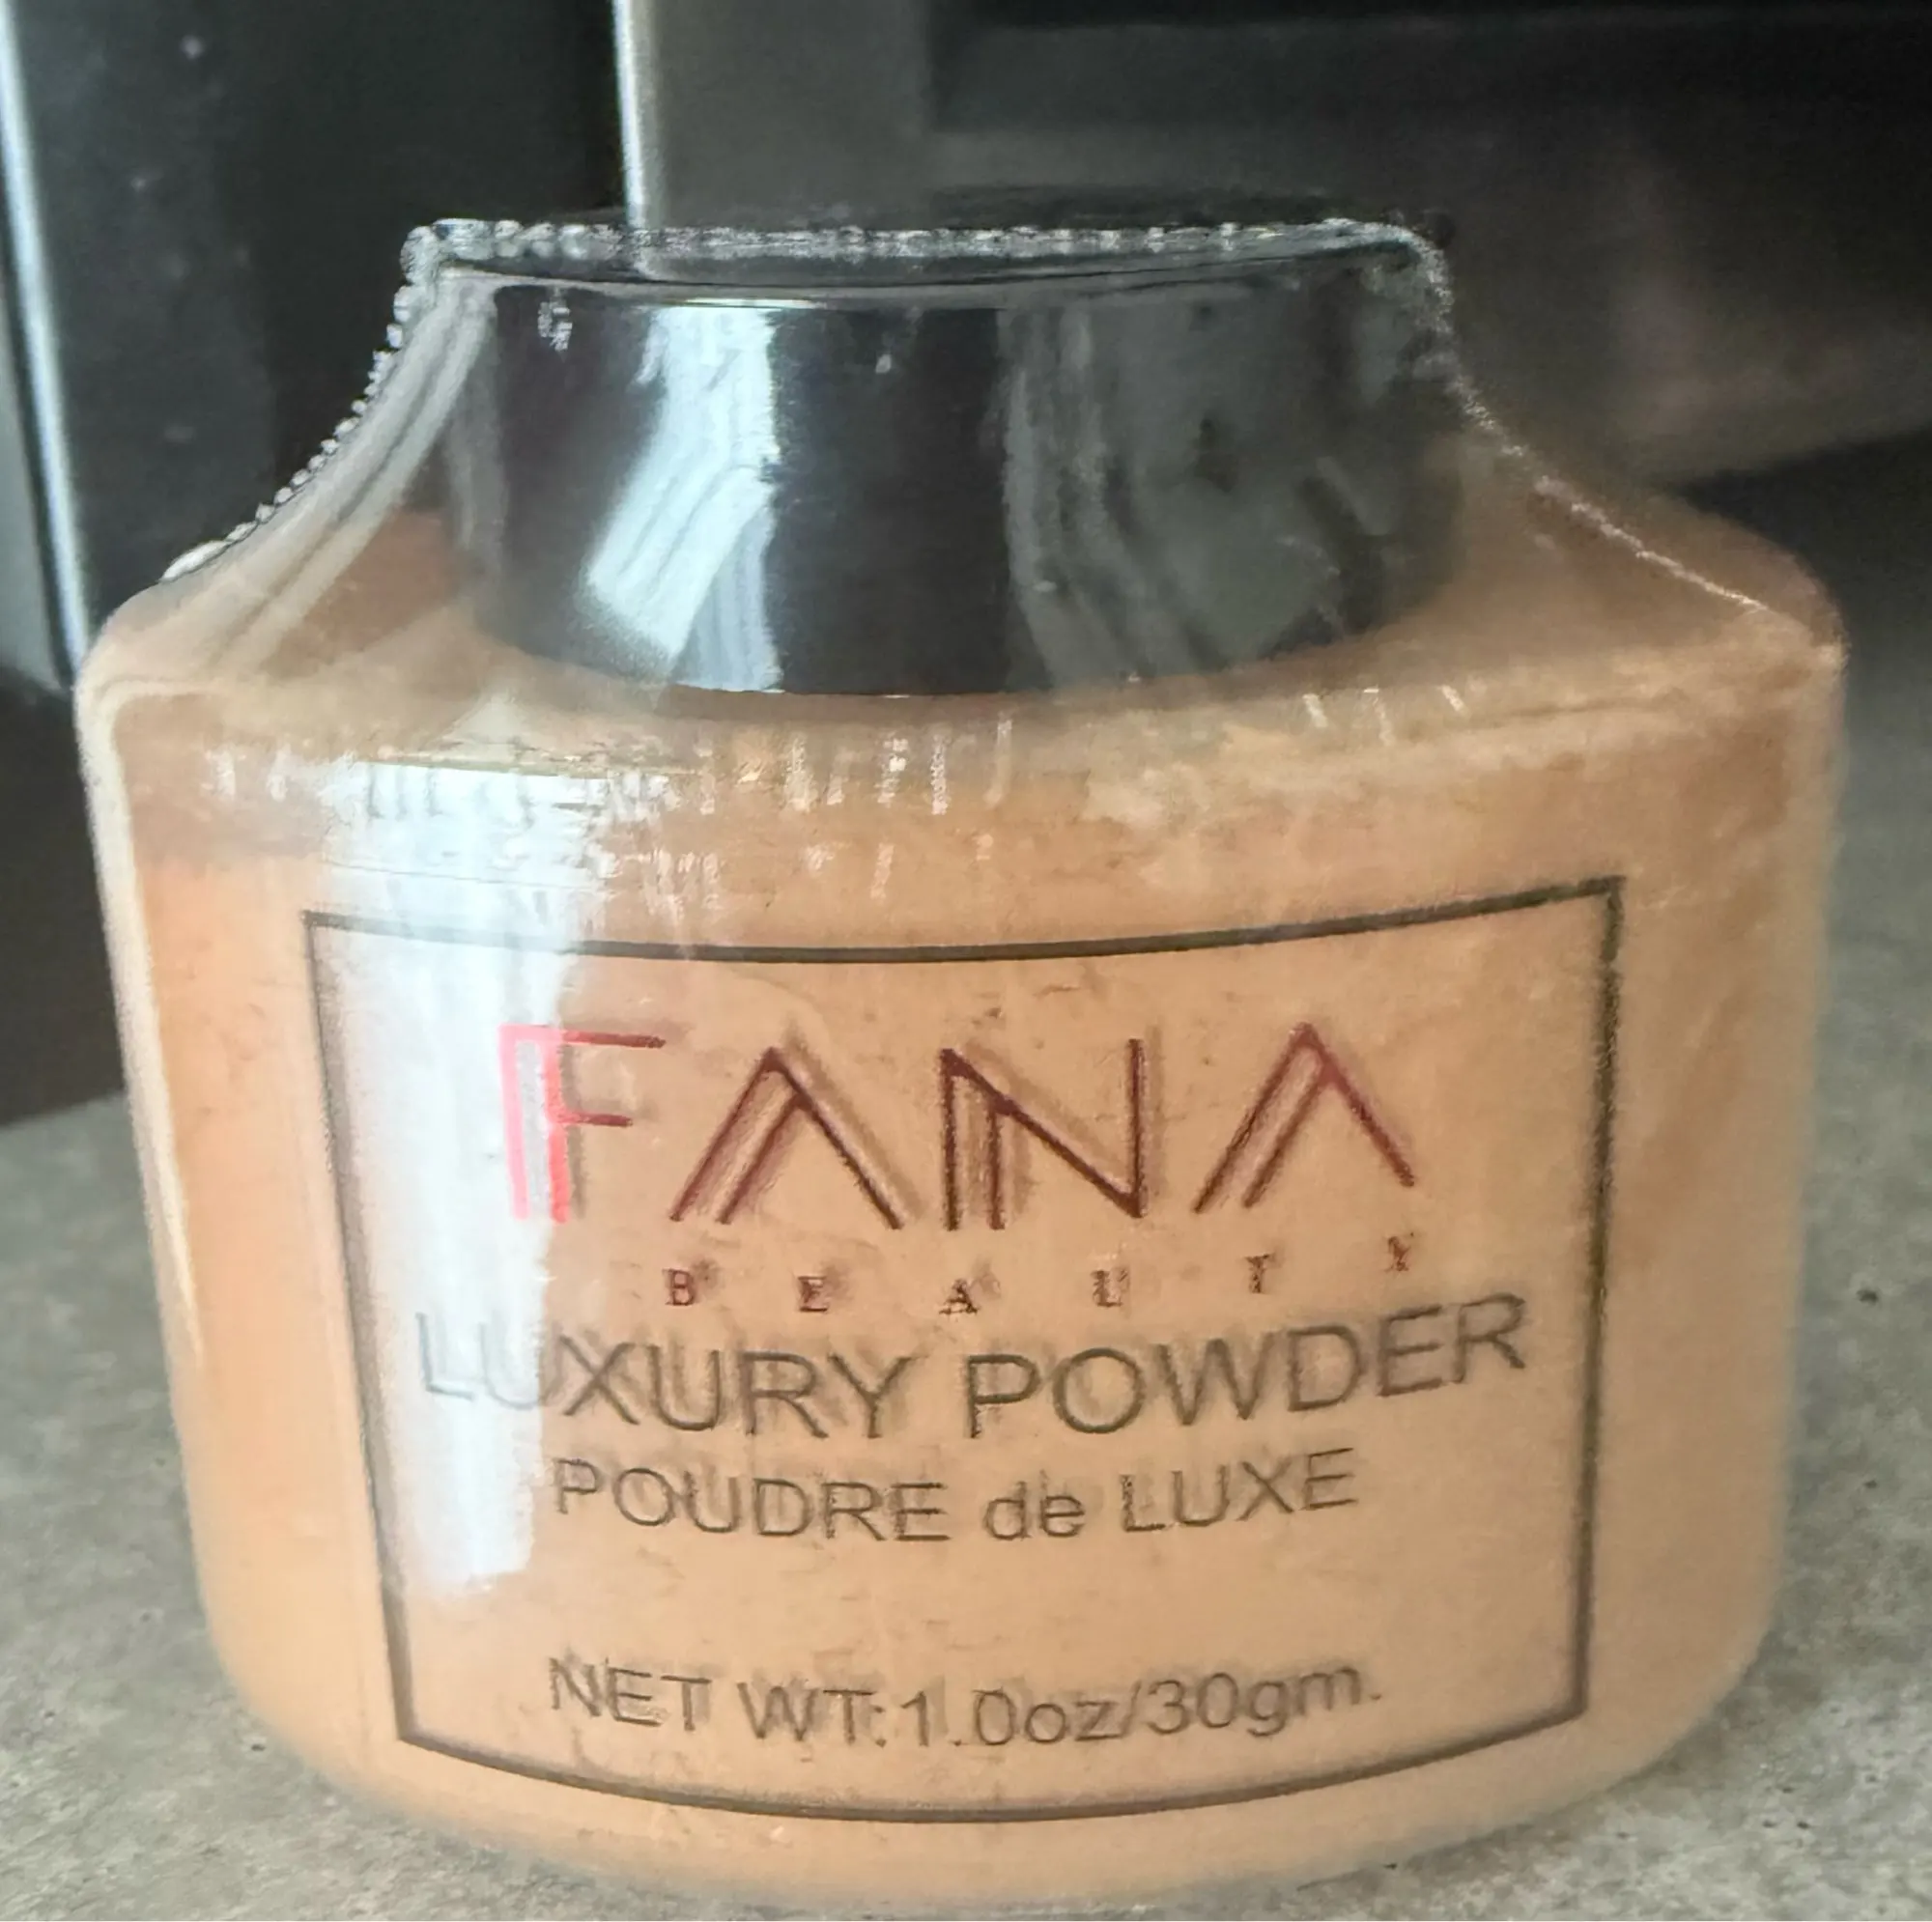 FANA
BEAUTY
LUXURY POWDER
POUDRE de LUXE
NET WT:1.0oz/30gm.